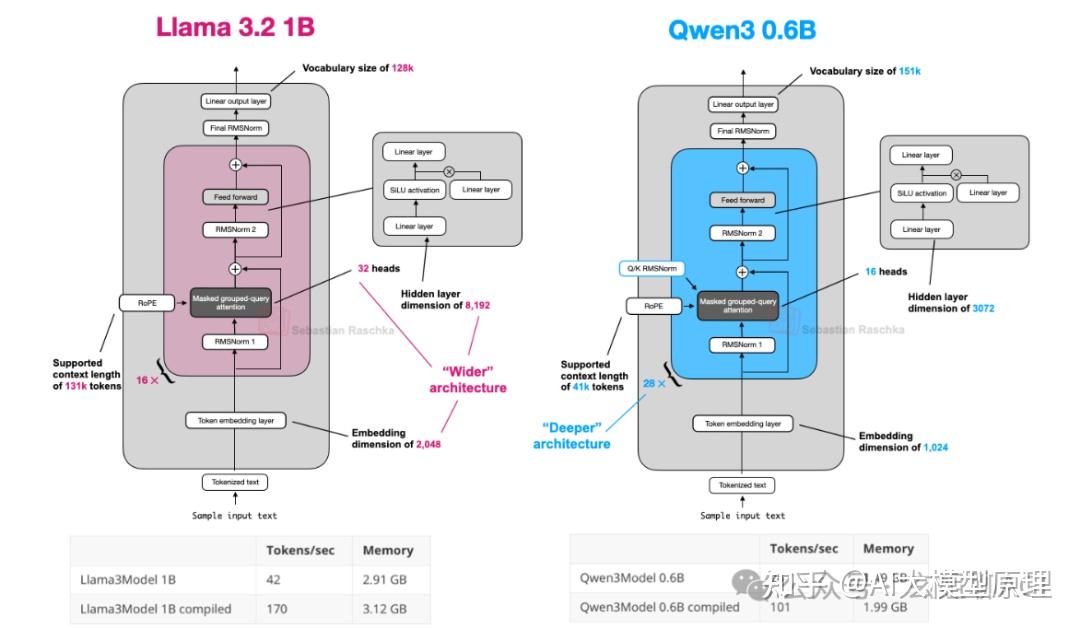 Llama 3.2 1B
Vocabulary size of 128k
Linear output layer
Final RMSNorm
Linear layer
SiLU activation
Linear layer
Linear layer
Feed forward
RMSNorm 2
32 heads
RoPE
Masked grouped-query
attention
Hidden layer
dimension of 8,192
Sebastian Raschka
RMSNorm 1
Supported
context length
of 131k tokens
16 ×
"Wider"
architecture
Token embedding layer
Embedding
dimension of 2,048
Tokenized text
Sample input text
Tokens/sec Memory
Llama3Model 1B 42 2.91 GB
Llama3Model 1B compiled 170 3.12 GB
Qwen3 0.6B
Vocabulary size of 151k
Linear output layer
Final RMSNorm
Linear layer
SiLU activation
Linear layer
Linear layer
Feed forward
RMSNorm 2
Q/K RMSNorm
16 heads
RoPE
Masked grouped-query
attention
Hidden layer
dimension of 3072
Sebastian Raschka
RMSNorm 1
Supported
context length
of 41k tokens
28 ×
"Deeper"
architecture
Token embedding layer
Embedding
dimension of 1,024
Tokenized text
Sample input text
Tokens/sec Memory
Qwen3Model 0.6B GB
Qwen3Model 0.6B compiled 101 1.99 GB
知乎 @AI大模型原理